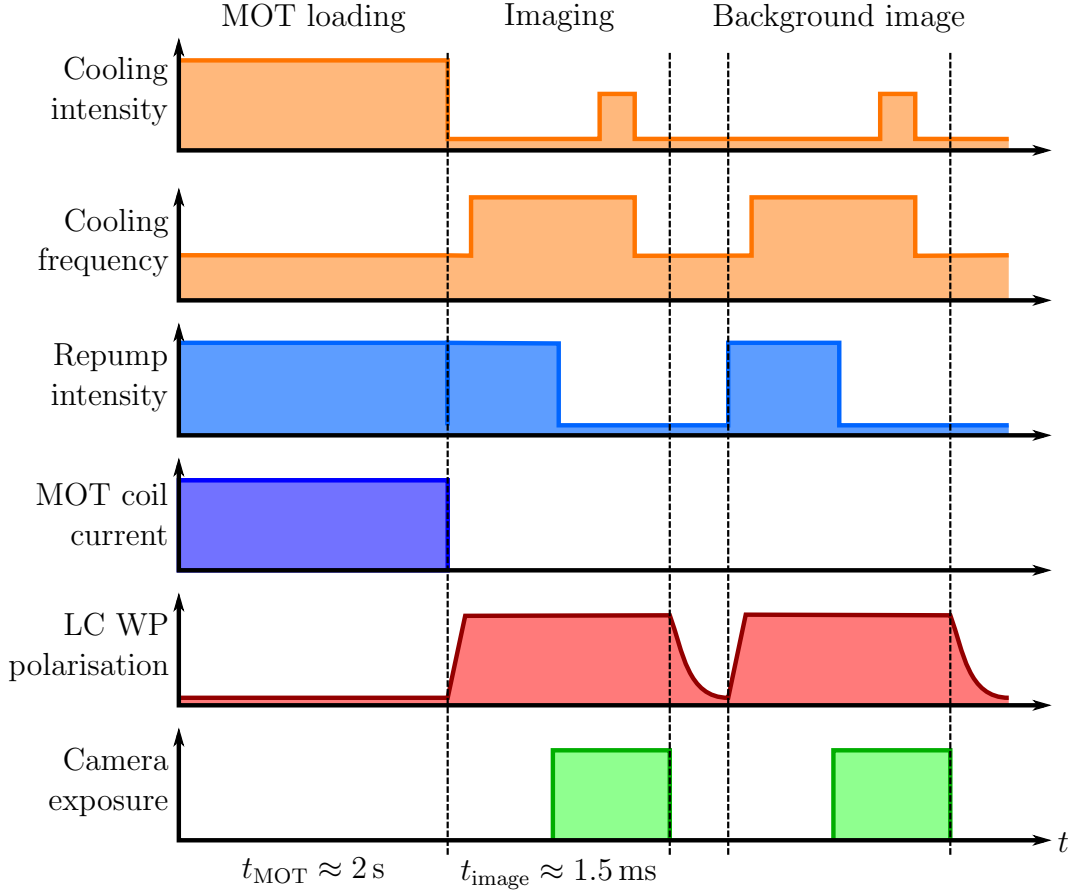 MOT loading
Imaging
Background image
Cooling
intensity
Cooling
frequency
Repump
intensity
MOT coil
current
LC WP
polarisation
Camera
exposure
t
t_MOT ≈ 2 s
t_image ≈ 1.5 ms